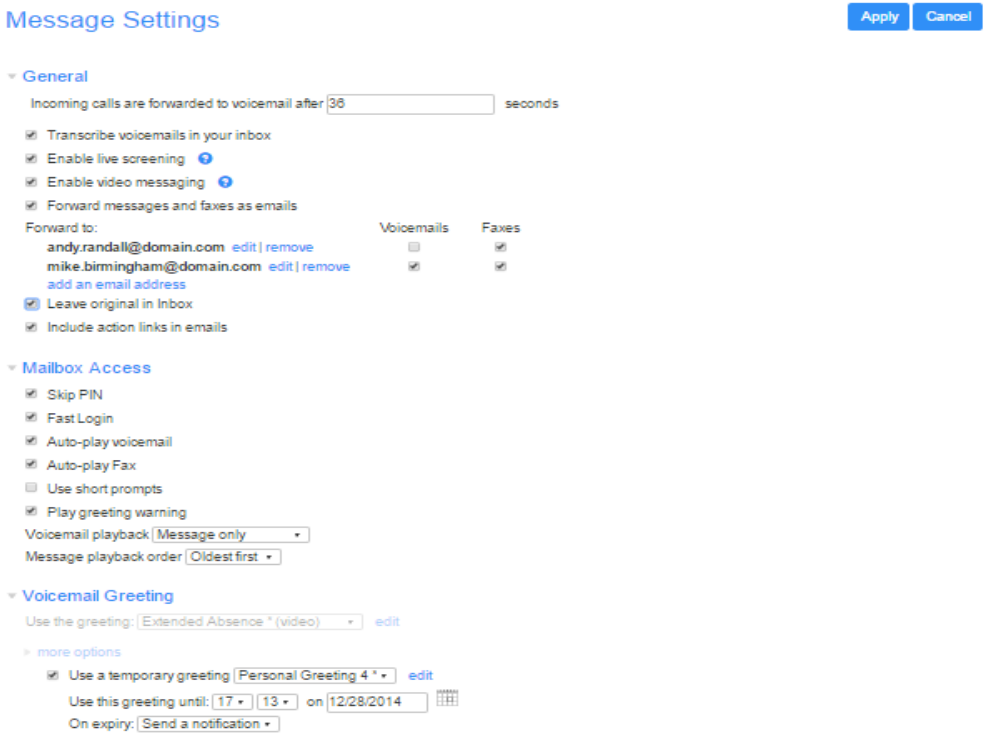 Message Settings
Apply Cancel
General
Incoming calls are forwarded to voicemail after 36 seconds
Transcribe voicemails in your inbox
Enable live screening ?
Enable video messaging ?
Forward messages and faxes as emails
Forward to: Voicemails Faxes
andy.randall@domain.com edit | remove
mike.birmingham@domain.com edit | remove
add an email address
Leave original in Inbox
Include action links in emails
Mailbox Access
Skip PIN
Fast Login
Auto-play voicemail
Auto-play Fax
Use short prompts
Play greeting warning
Voicemail playback Message only
Message playback order Oldest first
Voicemail Greeting
Use the greeting: Extended Absence * (video) edit
more options
Use a temporary greeting Personal Greeting 4 * edit
Use this greeting until: 17 13 on 12/28/2014
On expiry: Send a notification